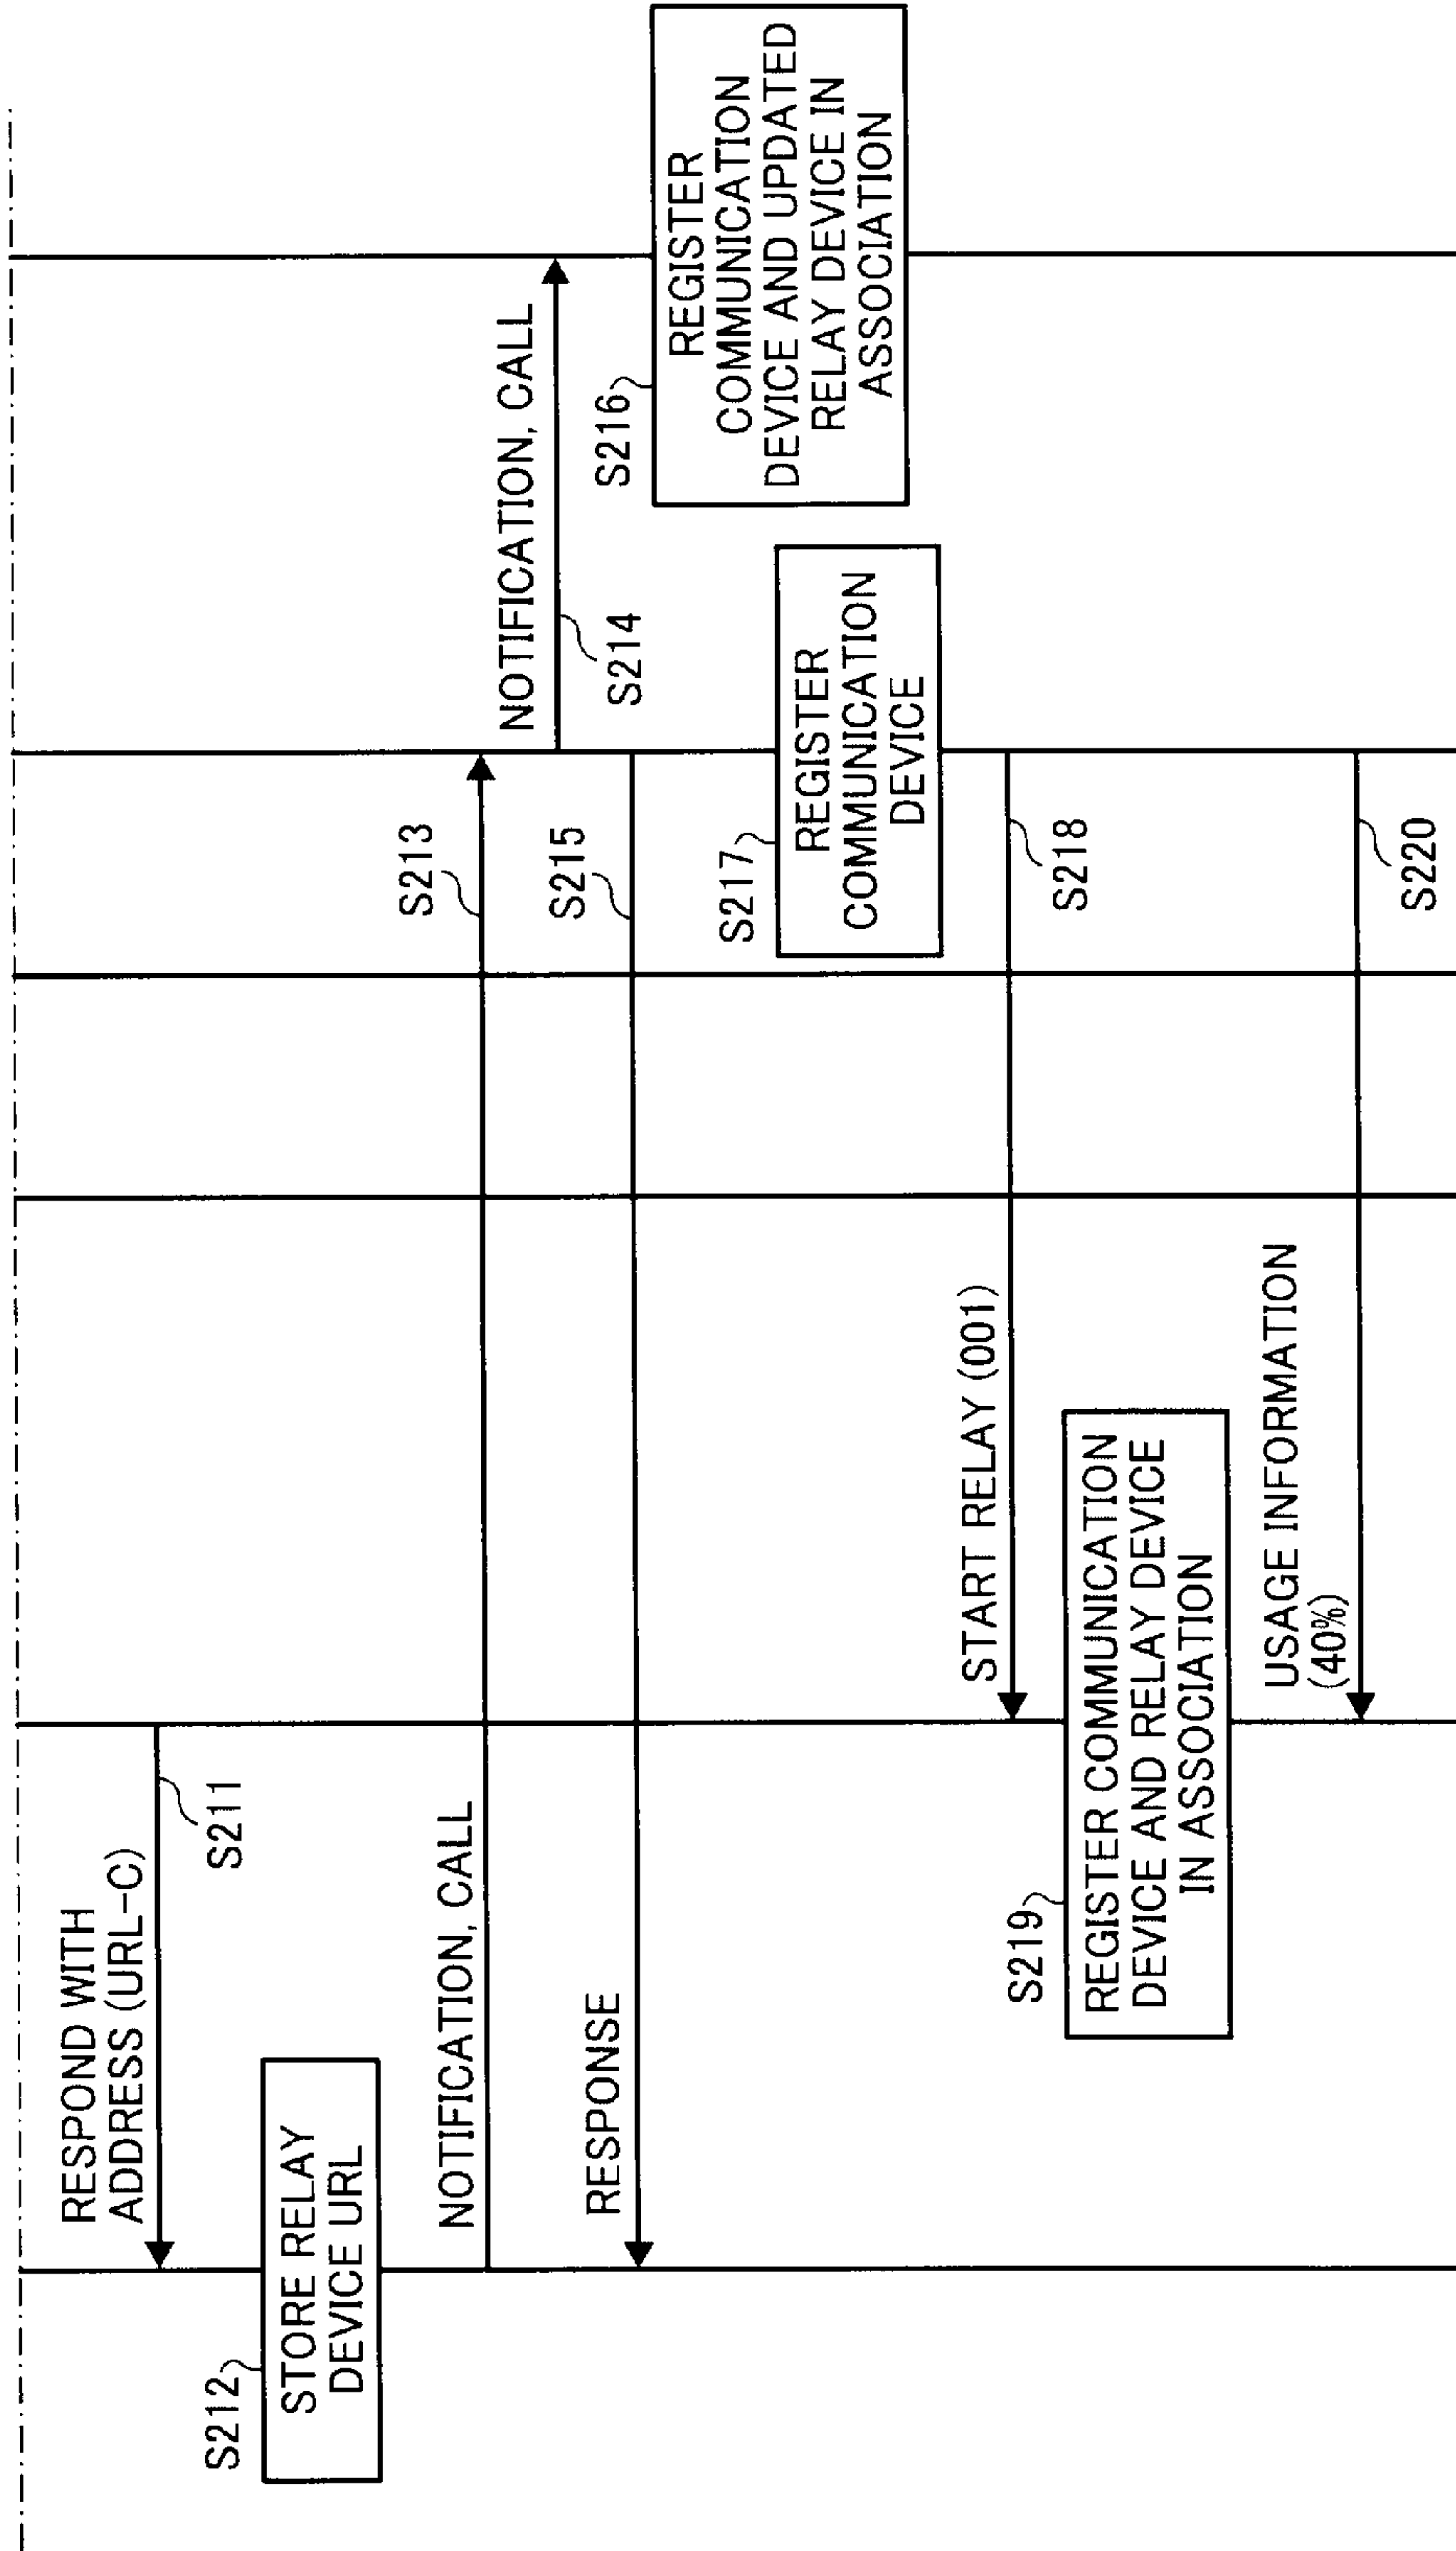 RESPOND WITH
ADDRESS (URL-C)
S211
S212
STORE RELAY
DEVICE URL
NOTIFICATION, CALL
S213
NOTIFICATION, CALL
S214
RESPONSE
S215
S216
REGISTER
COMMUNICATION
DEVICE AND UPDATED
RELAY DEVICE IN
ASSOCIATION
S217
REGISTER
COMMUNICATION
DEVICE
START RELAY (001)
S218
S219
REGISTER COMMUNICATION
DEVICE AND RELAY DEVICE
IN ASSOCIATION
USAGE INFORMATION
(40%)
S220